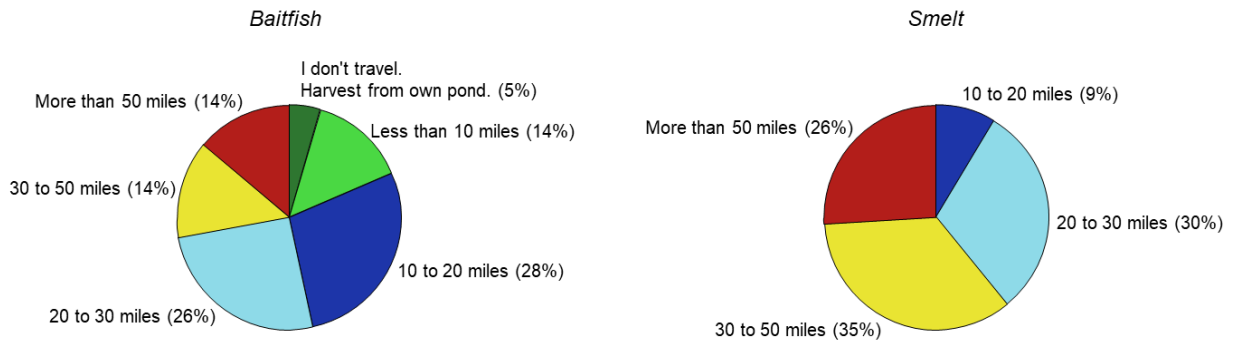 Baitfish
I don't travel.
Harvest from own pond. (5%)
More than 50 miles (14%)
Less than 10 miles (14%)
30 to 50 miles (14%)
10 to 20 miles (28%)
20 to 30 miles (26%)
Smelt
10 to 20 miles (9%)
More than 50 miles (26%)
20 to 30 miles (30%)
30 to 50 miles (35%)